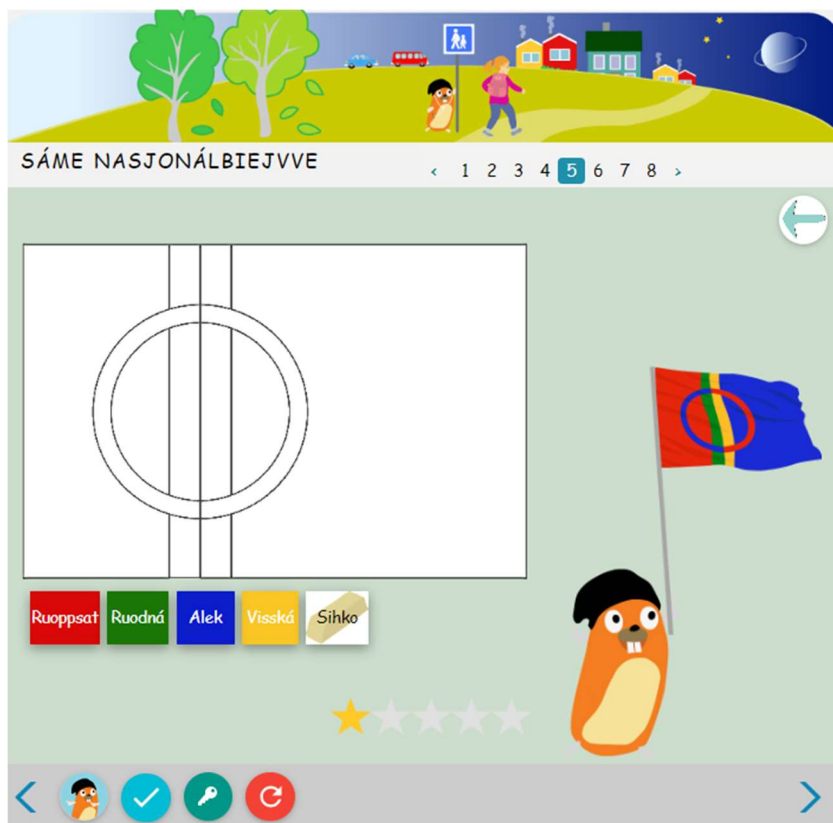 SÁME NASJONÁLBIEJVVE
‹ 1 2 3 4 5 6 7 8 ›
Ruoppsat Ruodná Alek Visská Sihko